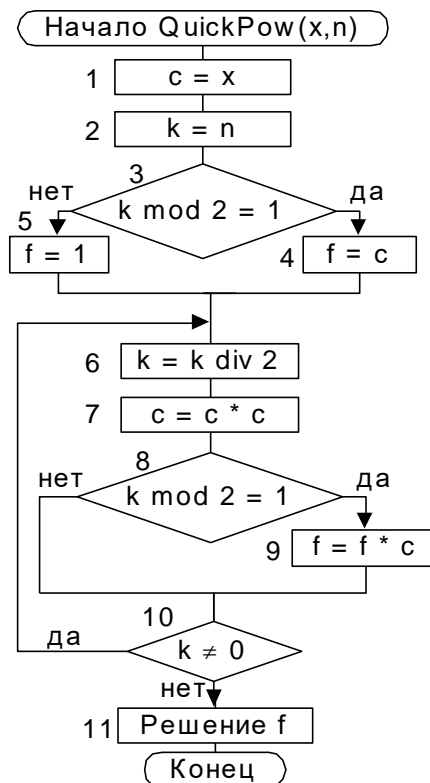 Начало QuickPow(x,n)
1
c = x
2
k = n
3
нет
да
k mod 2 = 1
5
f = 1
4
f = c
6
k = k div 2
7
c = c * c
8
нет
да
k mod 2 = 1
9
f = f * c
10
да
k ≠ 0
нет
11
Решение f
Конец